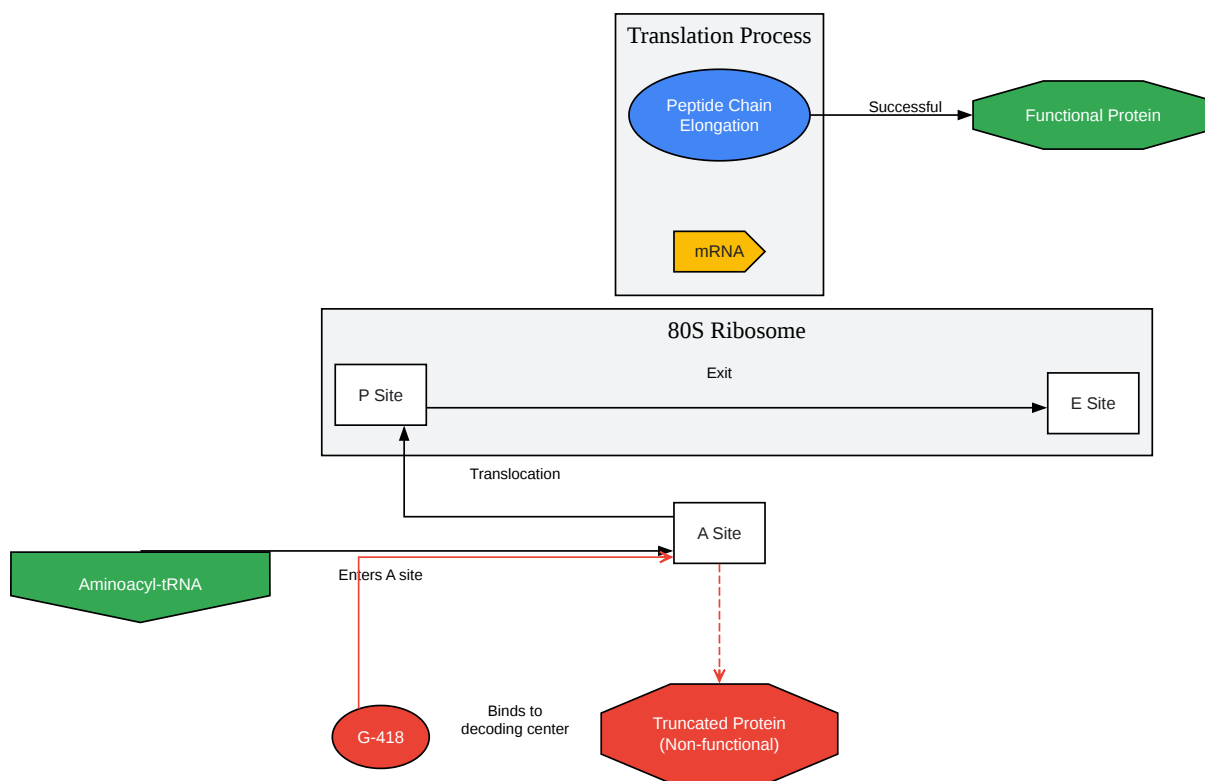 Translation Process
Peptide Chain
Elongation
Successful
Functional Protein
mRNA
80S Ribosome
Exit
P Site
E Site
Translocation
A Site
Enters A site
Aminoacyl-tRNA
Binds to
decoding center
G-418
Truncated Protein
(Non-functional)